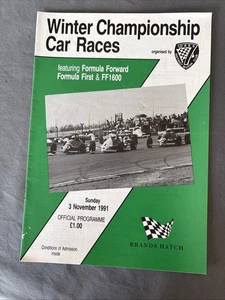 Winter Championship
Car Races
organised by
featuring Formula Forward
Formula First & FF1600
Sunday
3 November 1991
OFFICIAL PROGRAMME
£1.00
Conditions of Admission
BRANDS HATCH